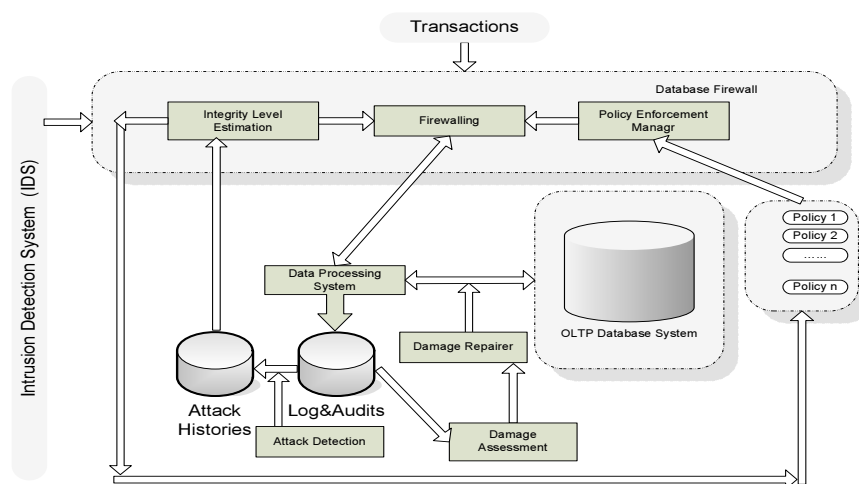 Transactions
Database Firewall
Integrity Level
Estimation
Firewalling
Policy Enforcement
Managr
Intrusion Detection System (IDS)
Policy 1
Policy 2
......
Policy n
Data Processing
System
OLTP Database System
Damage Repairer
Attack
Histories
Log&Audits
Attack Detection
Damage
Assessment